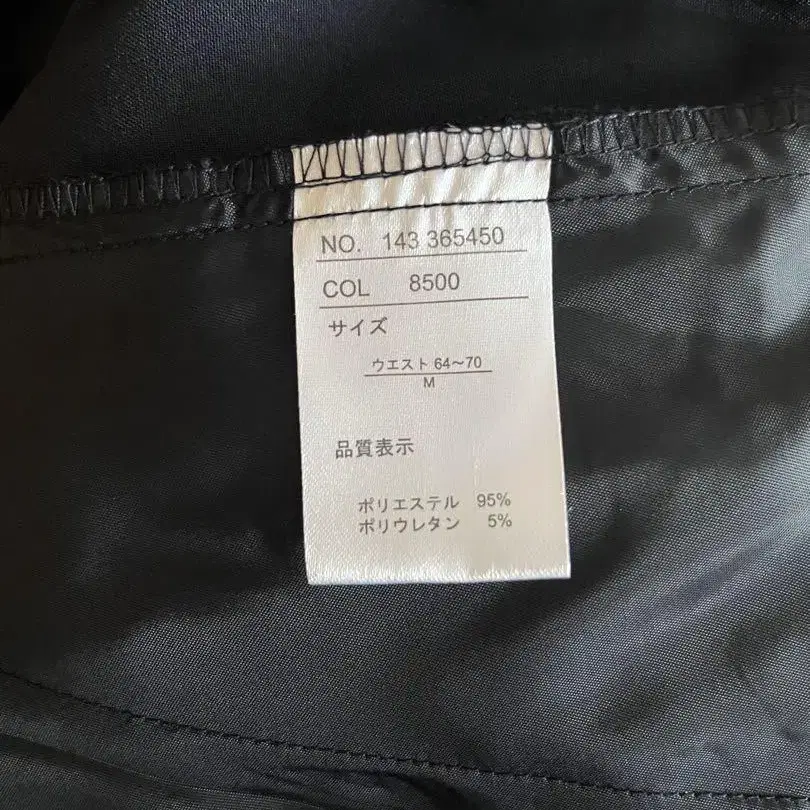 NO. 143 365450
COL 8500
サイズ
ウエスト 64〜70
M
品質表示
ポリエステル 95%
ポリウレタン 5%